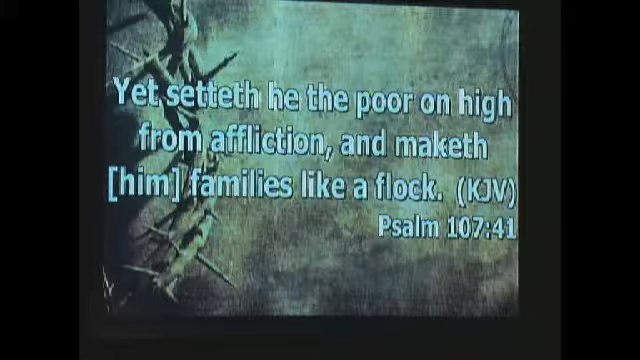 Yet setteth he the poor on high
from affliction, and maketh
[him] families like a flock. (KJV)
Psalm 107:41